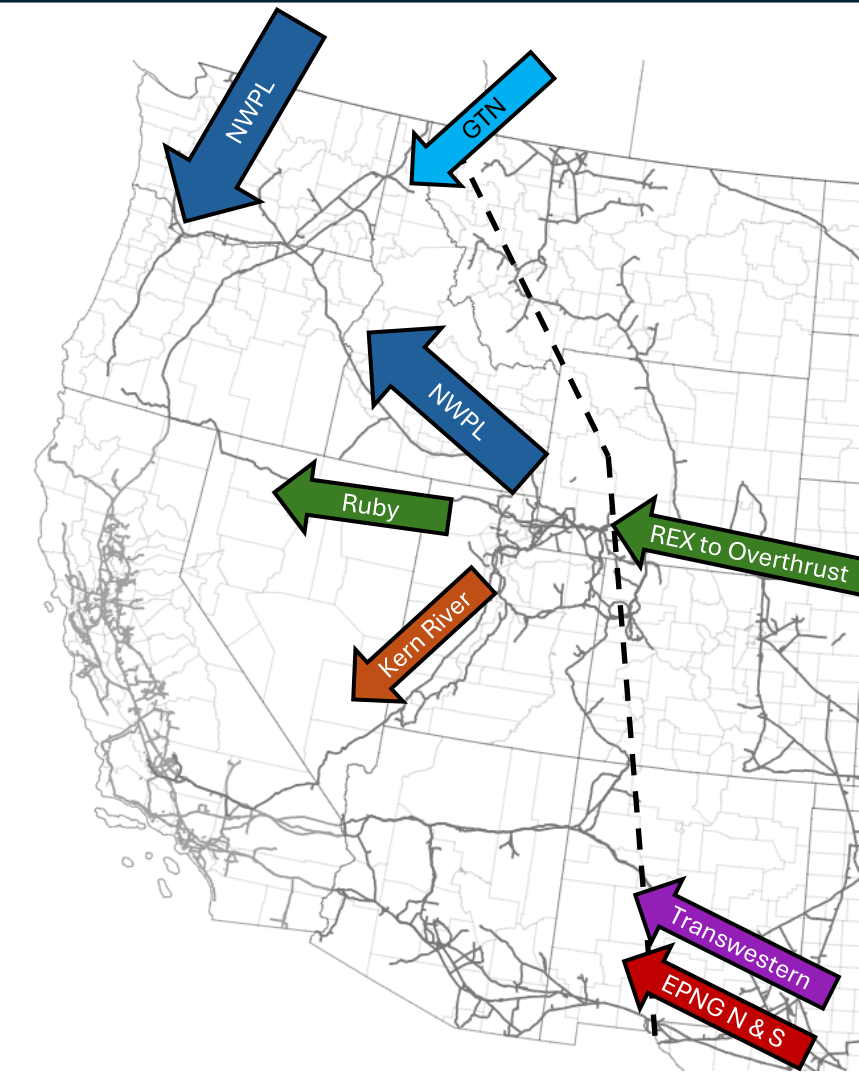 NWPL
GTN
NWPL
Ruby
REX to Overthrust
Kern River
Transwestern
EPNG N & S